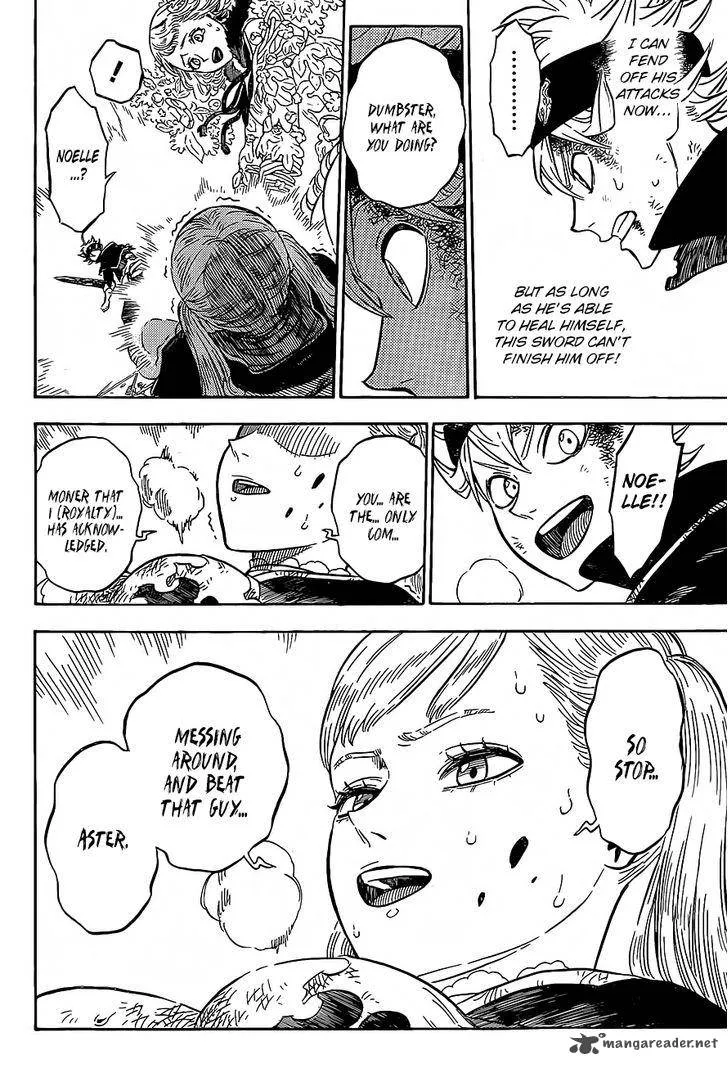 I CAN
FEND
OFF HIS
ATTACKS
NOW...
.........
BUT AS LONG
AS HE'S ABLE
TO HEAL HIMSELF,
THIS SWORD CAN'T
FINISH HIM OFF!
DUMBSTER,
WHAT ARE
YOU DOING?
!
NOELLE
...?
NOE-
LLE!!
YOU... ARE
THE... ONLY
COM...
MONER THAT
I (ROYALTY)...
HAS ACKNOW-
LEDGED.
SO
STOP...
MESSING
AROUND,
AND BEAT
THAT GUY...
ASTER.
mangareader.net